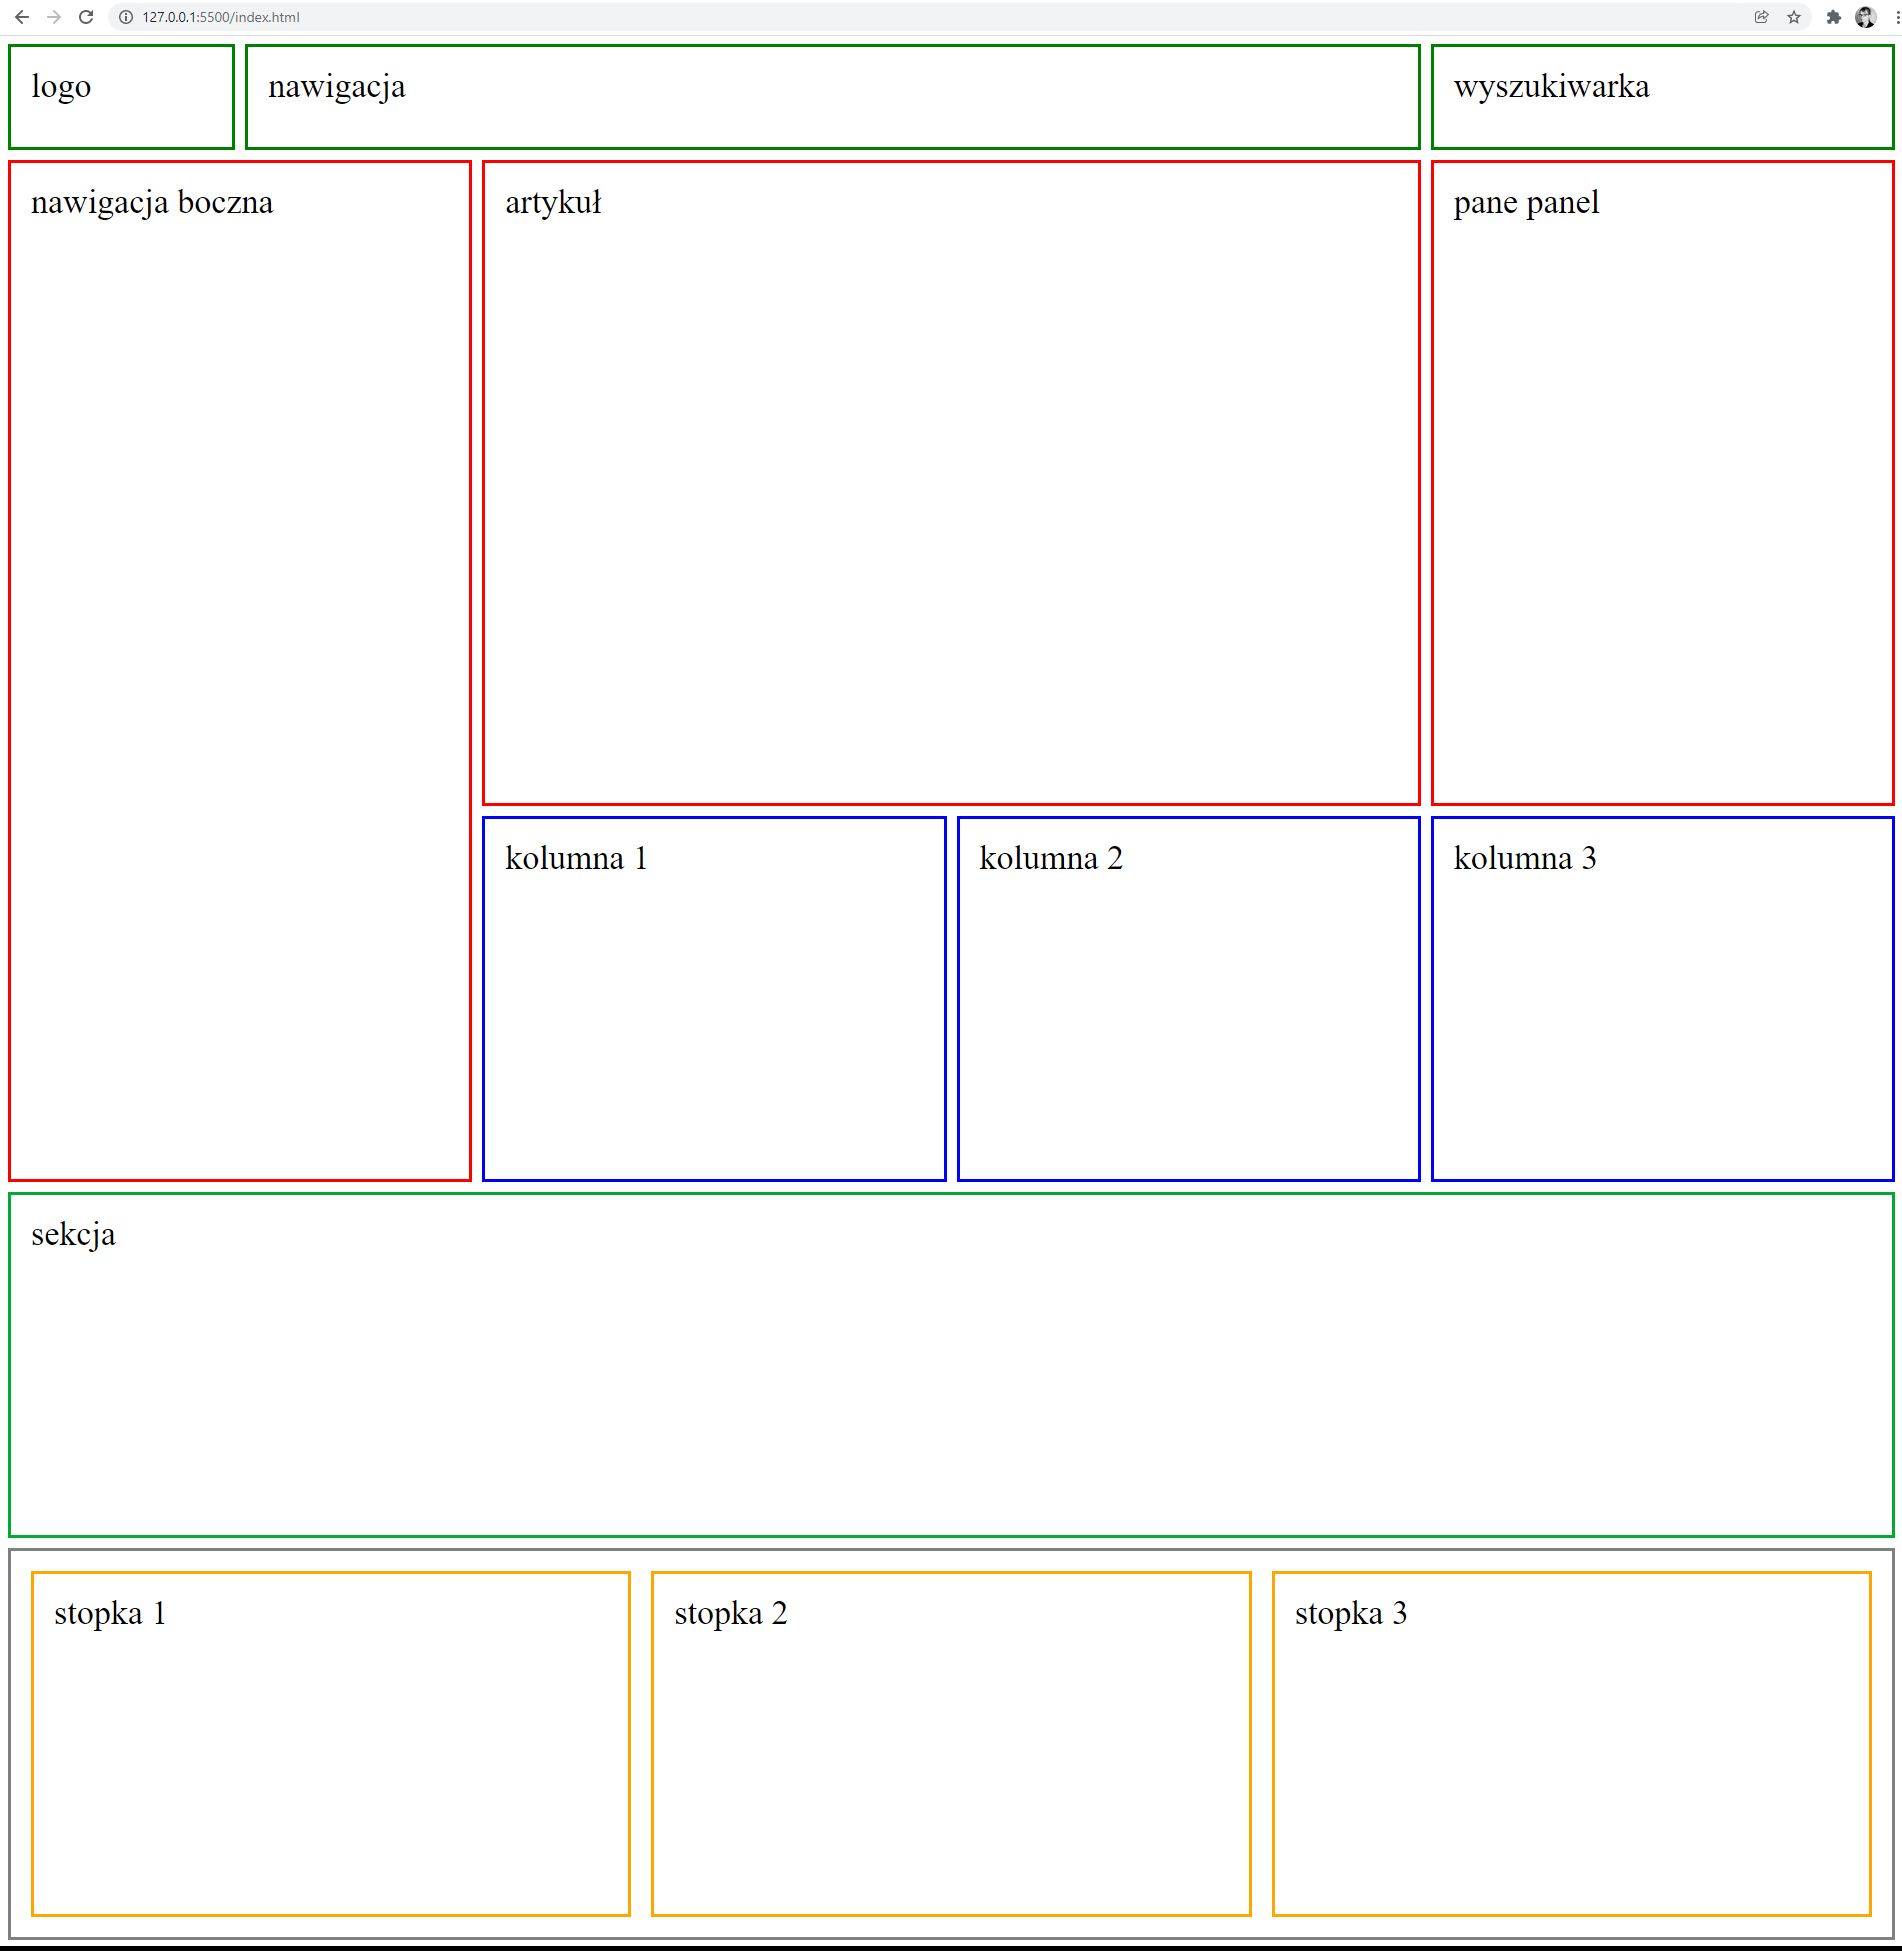 127.0.0.1:5500/index.html
logo
nawigacja
wyszukiwarka
nawigacja boczna
artykuł
pane panel
kolumna 1
kolumna 2
kolumna 3
sekcja
stopka 1
stopka 2
stopka 3